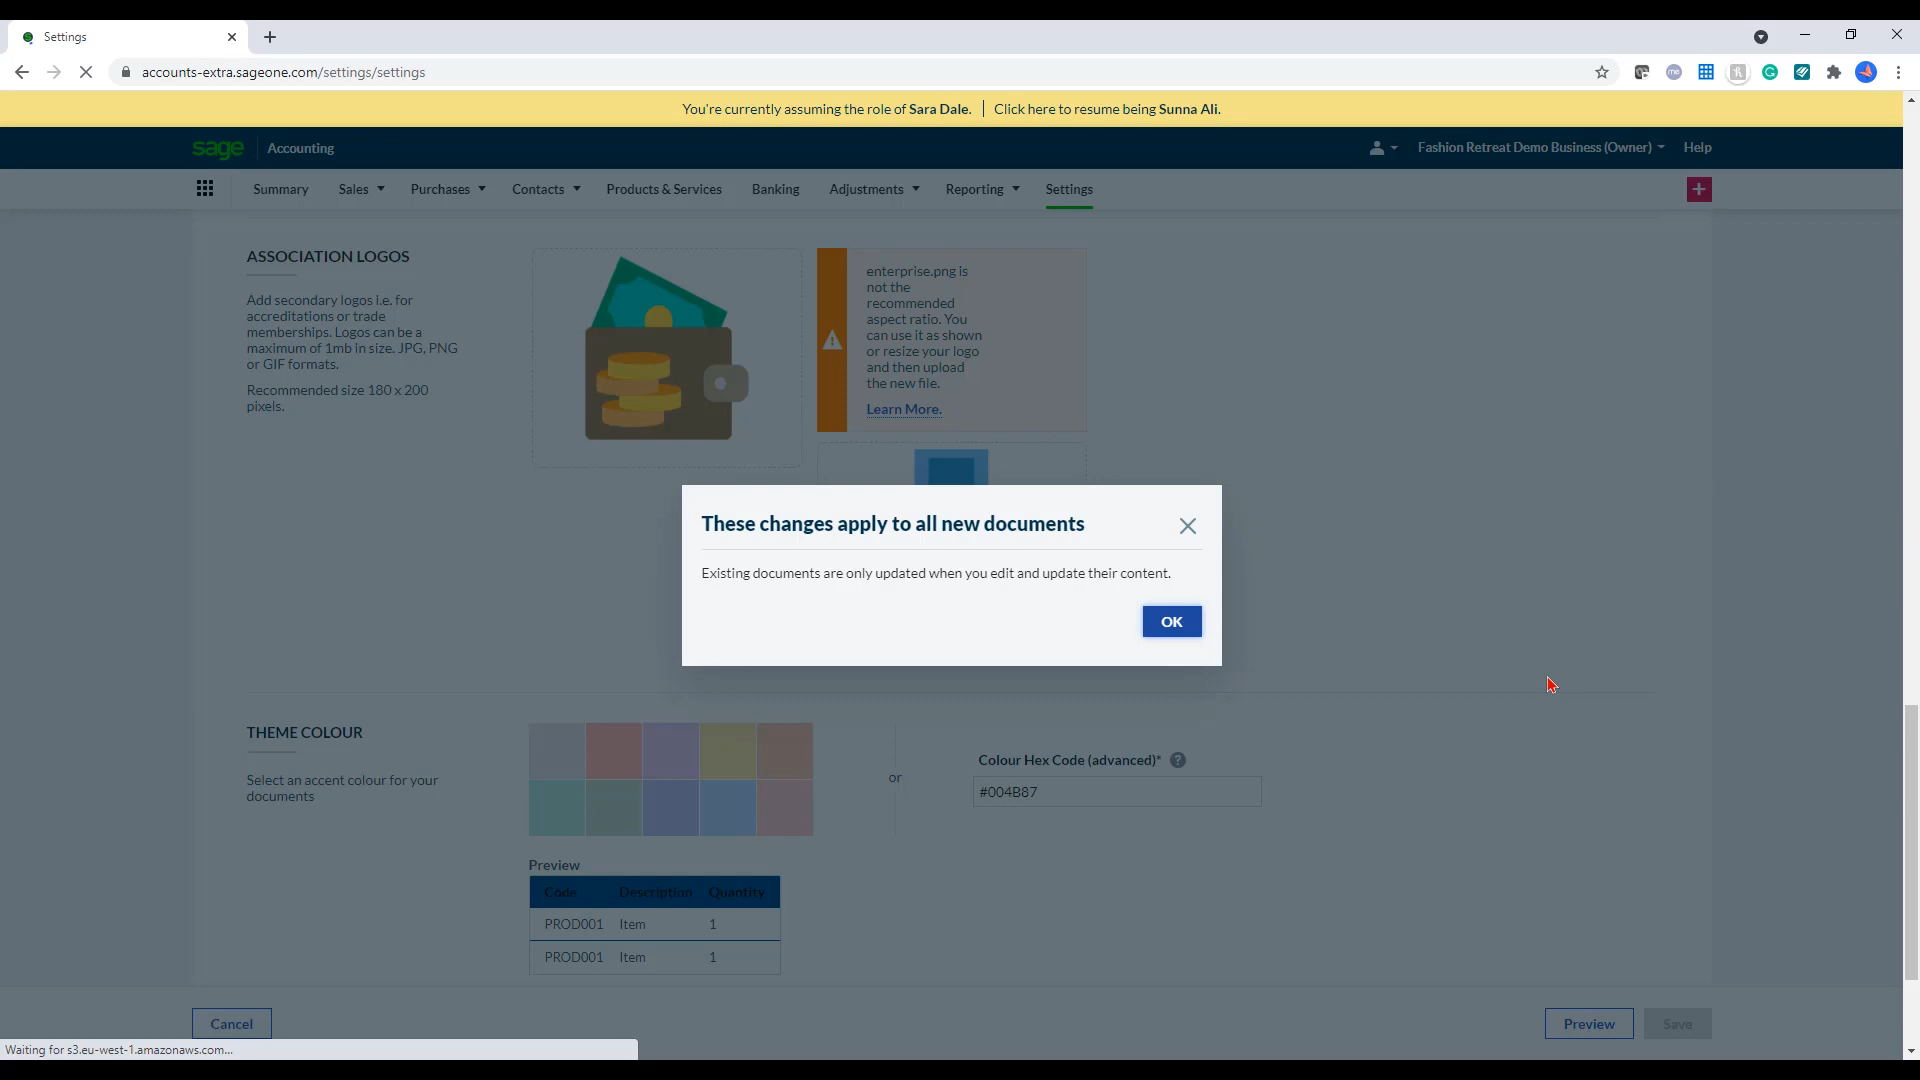 Settings
accounts-extra.sageone.com/settings/settings
You're currently assuming the role of Sara Dale. Click here to resume being Sunna Ali.
sage Accounting Fashion Retreat Demo Business (Owner) Help
Summary Sales Purchases Contacts Products & Services Banking Adjustments Reporting Settings +
ASSOCIATION LOGOS
Add secondary logos i.e. for
accreditations or trade
memberships. Logos can be a
maximum of 1mb in size. JPG, PNG
or GIF formats.
Recommended size 180 x 200
pixels.
enterprise.png is
not the
recommended
aspect ratio. You
can use it as shown
or resize your logo
and then upload
the new file.
Learn More.
These changes apply to all new documents
Existing documents are only updated when you edit and update their content.
OK
THEME COLOUR
Select an accent colour for your
documents
or
Colour Hex Code (advanced)* ?
#004B87
Preview
Code Description Quantity
PROD001 Item 1
PROD001 Item 1
Cancel Preview Save
Waiting for s3.eu-west-1.amazonaws.com...